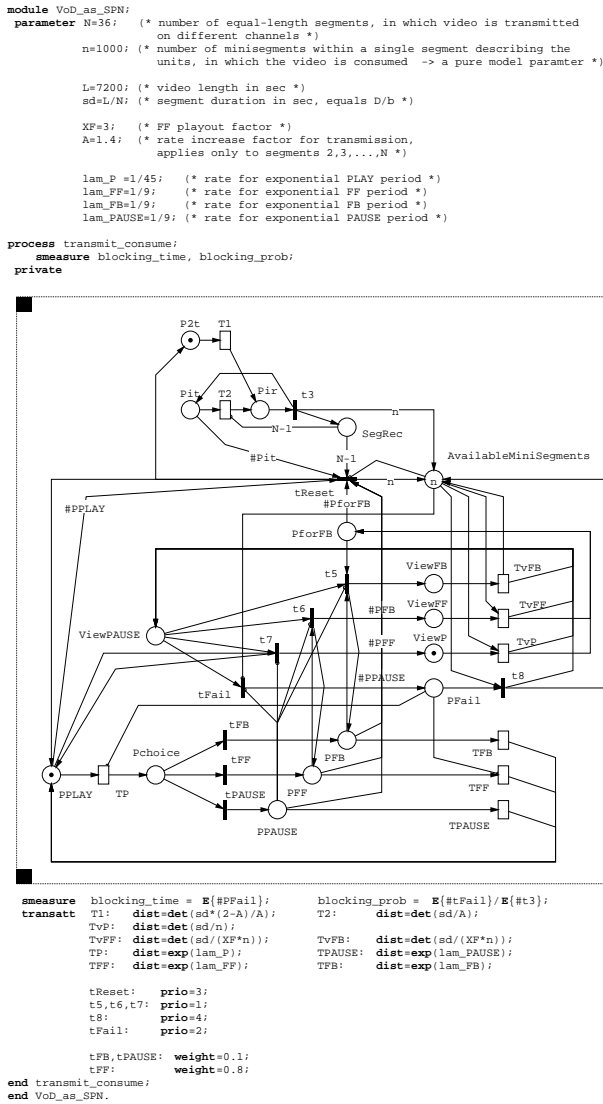 module VoD_as_SPN;
parameter N=36; (* number of equal-length segments, in which video is transmitted
on different channels *)
n=1000; (* number of minisegments within a single segment describing the
units, in which the video is consumed -> a pure model paramter *)
L=7200; (* video length in sec *)
sd=L/N; (* segment duration in sec, equals D/b *)
XF=3; (* FF playout factor *)
A=1.4; (* rate increase factor for transmission,
applies only to segments 2,3,...,N *)
lam_P =1/45; (* rate for exponential PLAY period *)
lam_FF=1/9; (* rate for exponential FF period *)
lam_FB=1/9; (* rate for exponential FB period *)
lam_PAUSE=1/9; (* rate for exponential PAUSE period *)
process transmit_consume;
smeasure blocking_time, blocking_prob;
private
P2t T1
Pit T2 Pir t3
n
N-1
SegRec
#Pit N-1 AvailableMiniSegments
n n
tReset
#PPLAY #PforFB
PforFB
t5 ViewFB TvFB
t6 #PFB ViewFF TvFF
ViewPAUSE t7 #PFF ViewP TvP
#PPAUSE t8
tFail PFail
tFB
Pchoice PFB TFB
tFF
PPLAY TP PFF TFF
tPAUSE
PPAUSE TPAUSE
smeasure blocking_time = E{#PFail}; blocking_prob = E{#tFail}/E{#t3};
transatt T1: dist=det(sd*(2-A)/A); T2: dist=det(sd/A);
TvP: dist=det(sd/n);
TvFF: dist=det(sd/(XF*n)); TvFB: dist=det(sd/(XF*n));
TP: dist=exp(lam_P); TPAUSE: dist=exp(lam_PAUSE);
TFF: dist=exp(lam_FF); TFB: dist=exp(lam_FB);
tReset: prio=3;
t5,t6,t7: prio=1;
t8: prio=4;
tFail: prio=2;
tFB,tPAUSE: weight=0.1;
tFF: weight=0.8;
end transmit_consume;
end VoD_as_SPN.